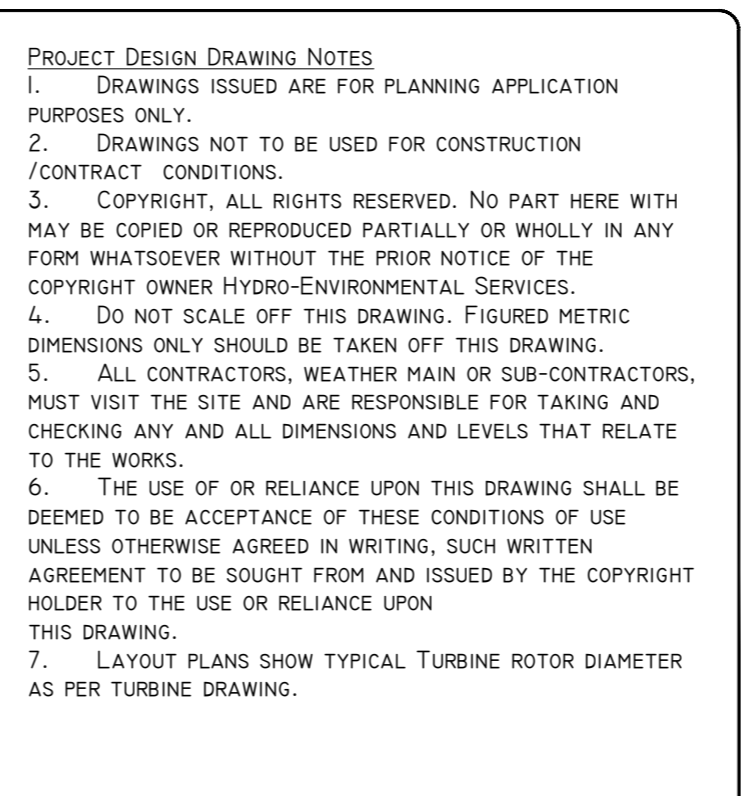 Project Design Drawing Notes
1. Drawings issued are for planning application
purposes only.
2. Drawings not to be used for construction
/contract conditions.
3. Copyright, all rights reserved. No part here with
may be copied or reproduced partially or wholly in any
form whatsoever without the prior notice of the
copyright owner Hydro-Environmental Services.
4. Do not scale off this drawing. Figured metric
dimensions only should be taken off this drawing.
5. All contractors, weather main or sub-contractors,
must visit the site and are responsible for taking and
checking any and all dimensions and levels that relate
to the works.
6. The use of or reliance upon this drawing shall be
deemed to be acceptance of these conditions of use
unless otherwise agreed in writing, such written
agreement to be sought from and issued by the copyright
holder to the use or reliance upon
this drawing.
7. Layout plans show typical Turbine rotor diameter
as per turbine drawing.